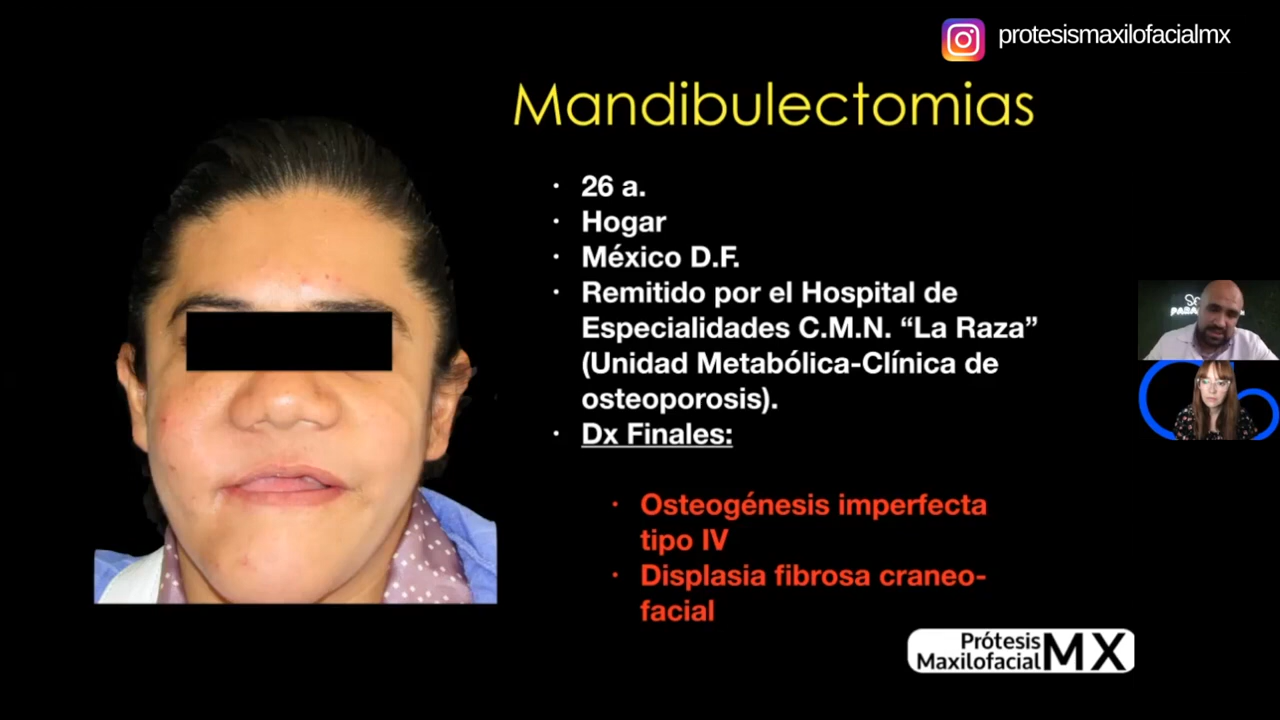 protesismaxilofacialmx
Mandibulectomias
· 26 a.
· Hogar
· México D.F.
· Remitido por el Hospital de
Especialidades C.M.N. “La Raza”
(Unidad Metabólica-Clínica de
osteoporosis).
· Dx Finales:
· Osteogénesis imperfecta
tipo IV
· Displasia fibrosa craneo-
facial
Prótesis
Maxilofacial MX